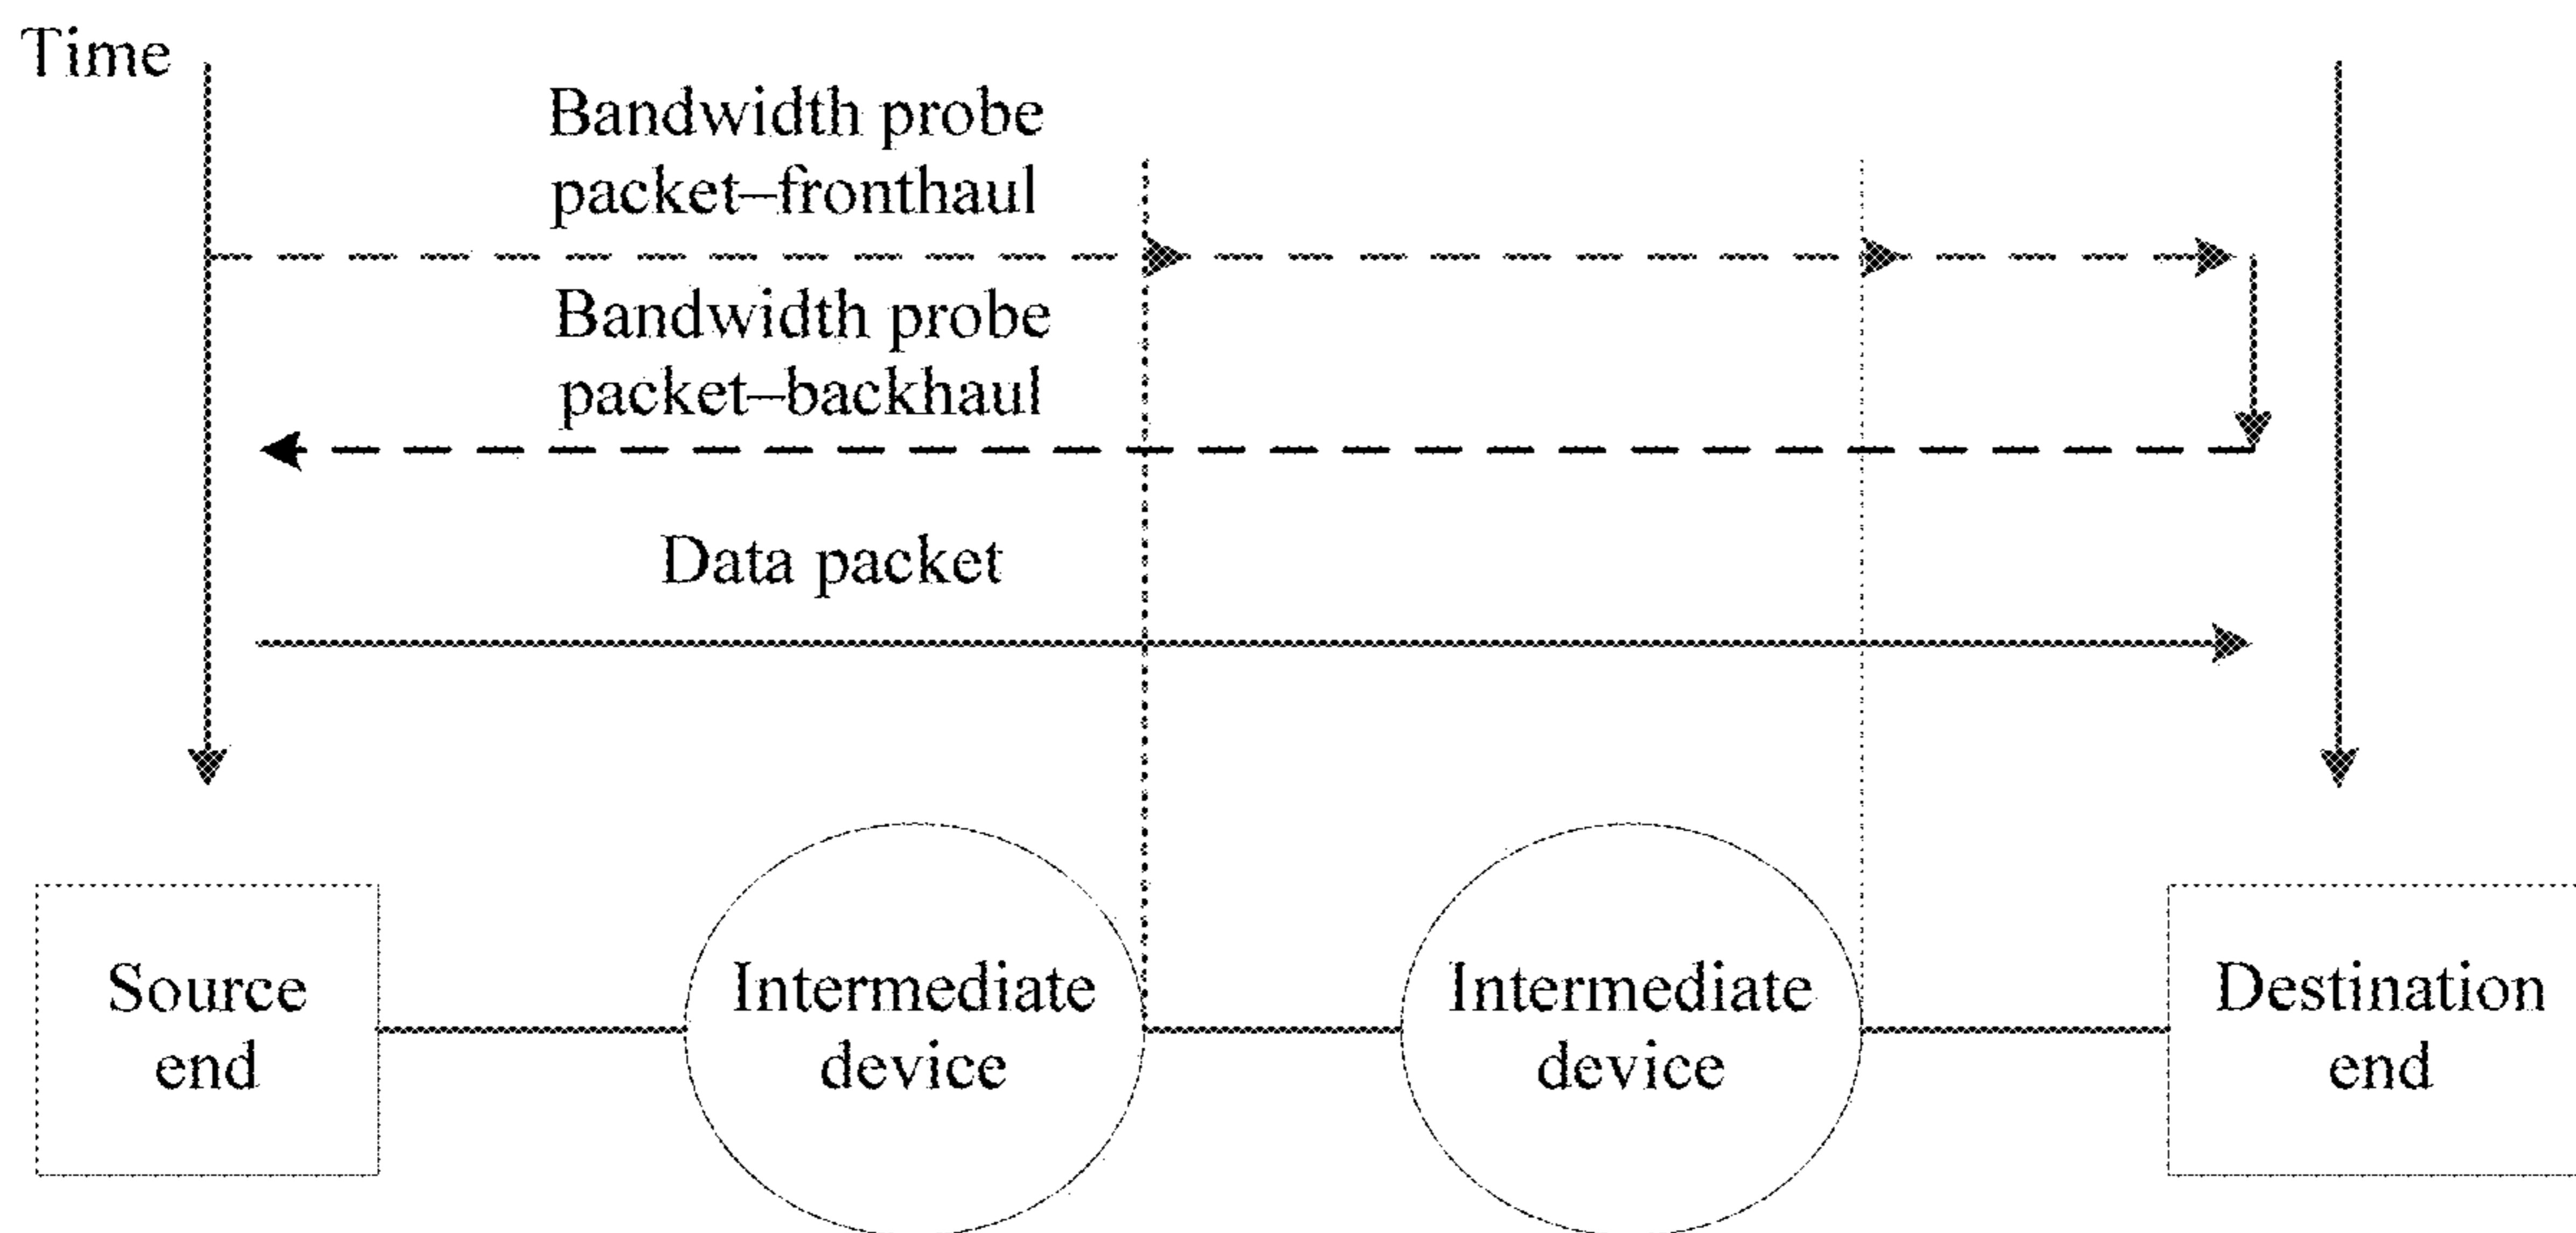 Time
Bandwidth probe
packet–fronthaul
Bandwidth probe
packet–backhaul
Data packet
Source
end
Intermediate
device
Intermediate
device
Destination
end